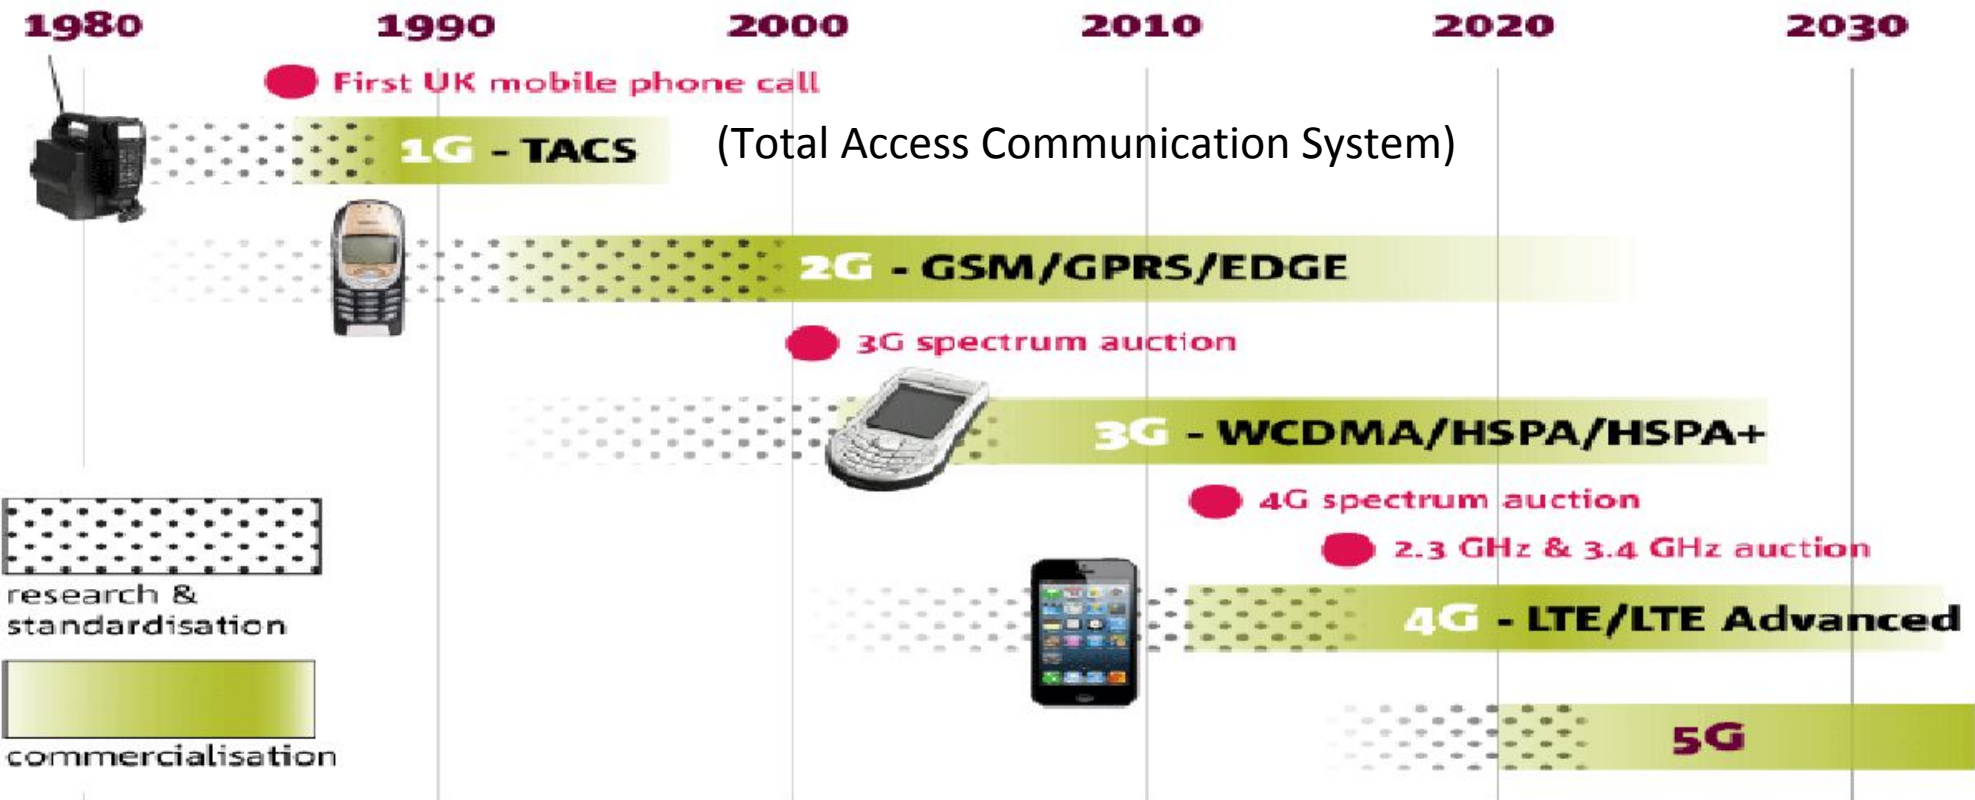 1980 1990 2000 2010 2020 2030
First UK mobile phone call
1G - TACS (Total Access Communication System)
2G - GSM/GPRS/EDGE
3G spectrum auction
3G - WCDMA/HSPA/HSPA+
4G spectrum auction
2.3 GHz & 3.4 GHz auction
research &
standardisation
4G - LTE/LTE Advanced
commercialisation
5G